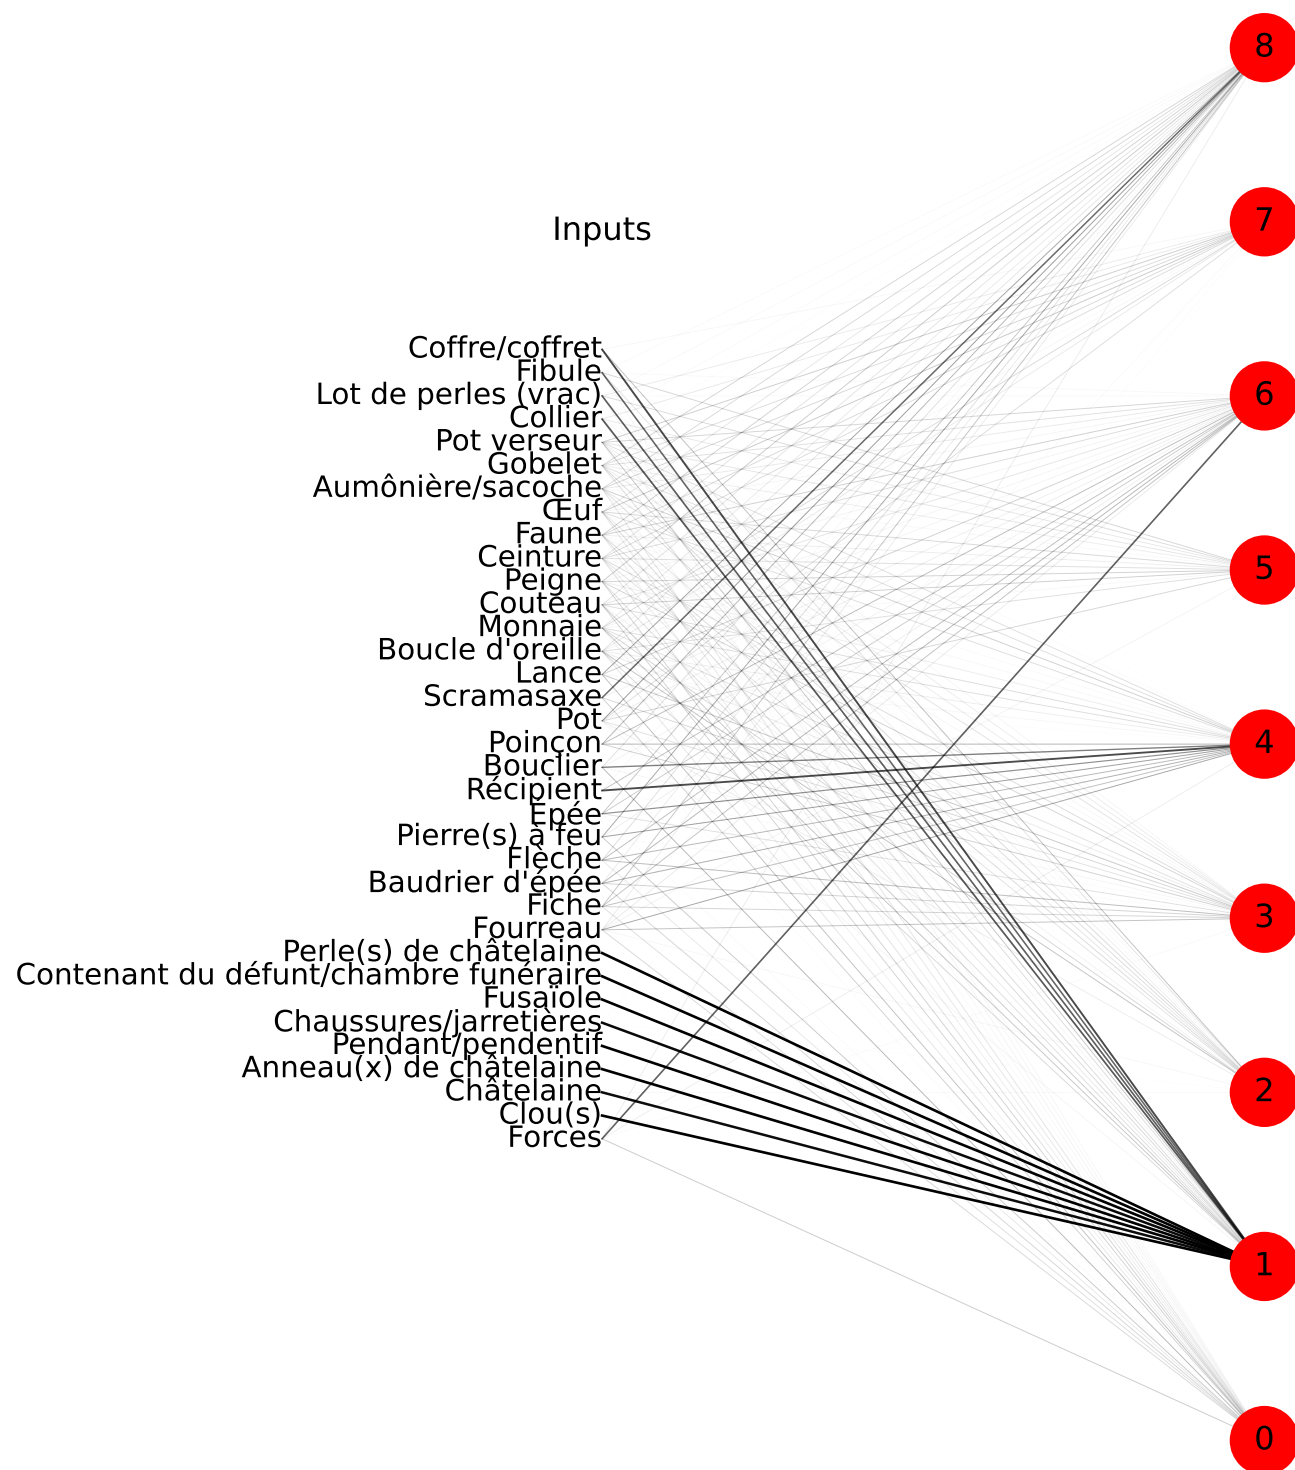 8
7
Inputs
Coffre/coffret
Fibule
Lot de perles (vrac)
6
Collier
Pot verseur
Gobelet
Aumônière/sacoche
Œuf
Faune
Ceinture
5
Peigne
Couteau
Monnaie
Boucle d'oreille
Lance
Scramasaxe
Pot
Poinçon
4
Bouclier
Récipient
Epée
Pierre(s) à feu
Flèche
Baudrier d'épée
Fiche
3
Fourreau
Perle(s) de châtelaine
Contenant du défunt/chambre funéraire
Fusaïole
Chaussures/jarretières
Pendant/pendentif
Anneau(x) de châtelaine
Châtelaine
2
Clou(s)
Forces
1
0